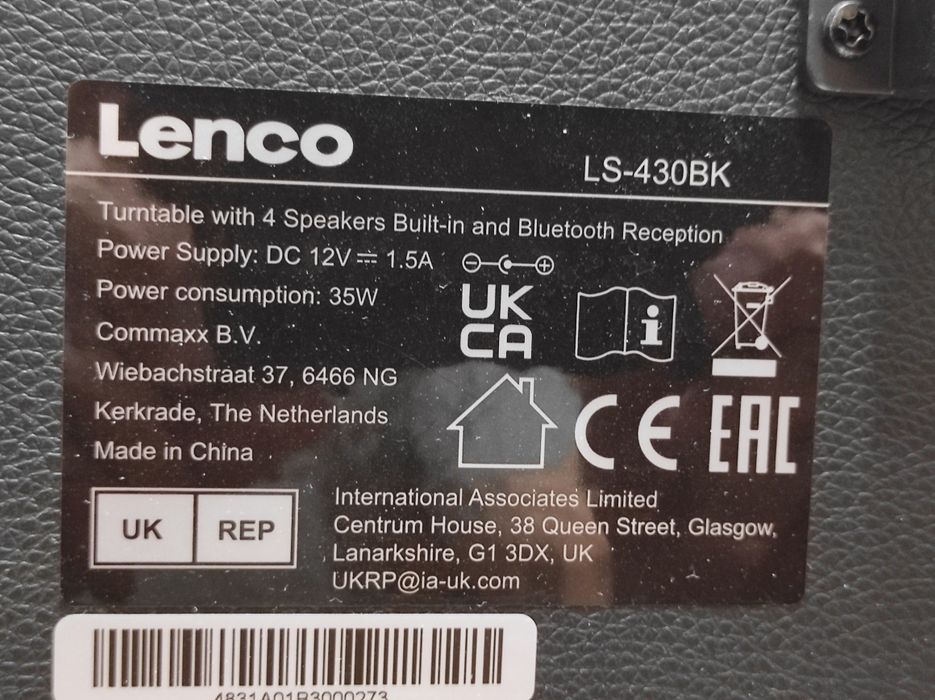 Lenco
LS-430BK
Turntable with 4 Speakers Built-in and Bluetooth Reception
Power Supply: DC 12V ⎓ 1.5A
Power consumption: 35W
Commaxx B.V.
Wiebachstraat 37, 6466 NG
Kerkrade, The Netherlands
Made in China
UK
CA
CE EAC
UK REP
International Associates Limited
Centrum House, 38 Queen Street, Glasgow,
Lanarkshire, G1 3DX, UK
UKRP@ia-uk.com